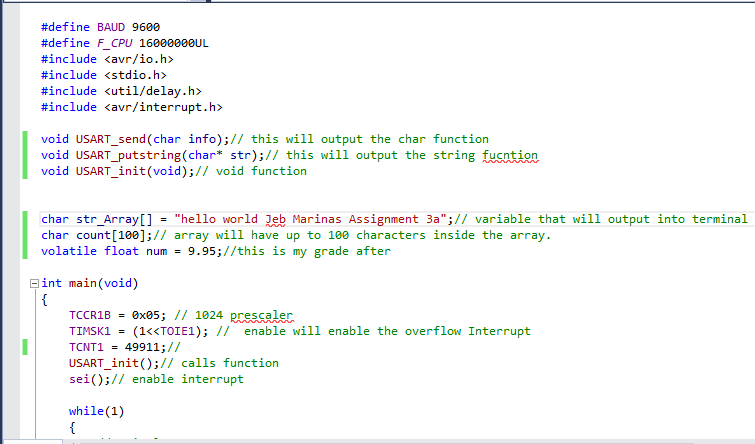 #define BAUD 9600
#define F_CPU 16000000UL
#include <avr/io.h>
#include <stdio.h>
#include <util/delay.h>
#include <avr/interrupt.h>
void USART_send(char info);// this will output the char function
void USART_putstring(char* str);// this will output the string fucntion
void USART_init(void);// void function
char str_Array[] = "hello world Jeb Marinas Assignment 3a";// variable that will output into terminal
char count[100];// array will have up to 100 characters inside the array.
volatile float num = 9.95;//this is my grade after
int main(void)
{
TCCR1B = 0x05; // 1024 prescaler
TIMSK1 = (1<<TOIE1); //  enable will enable the overflow Interrupt
TCNT1 = 49911;//
USART_init();// calls function
sei();// enable interrupt
while(1)
{